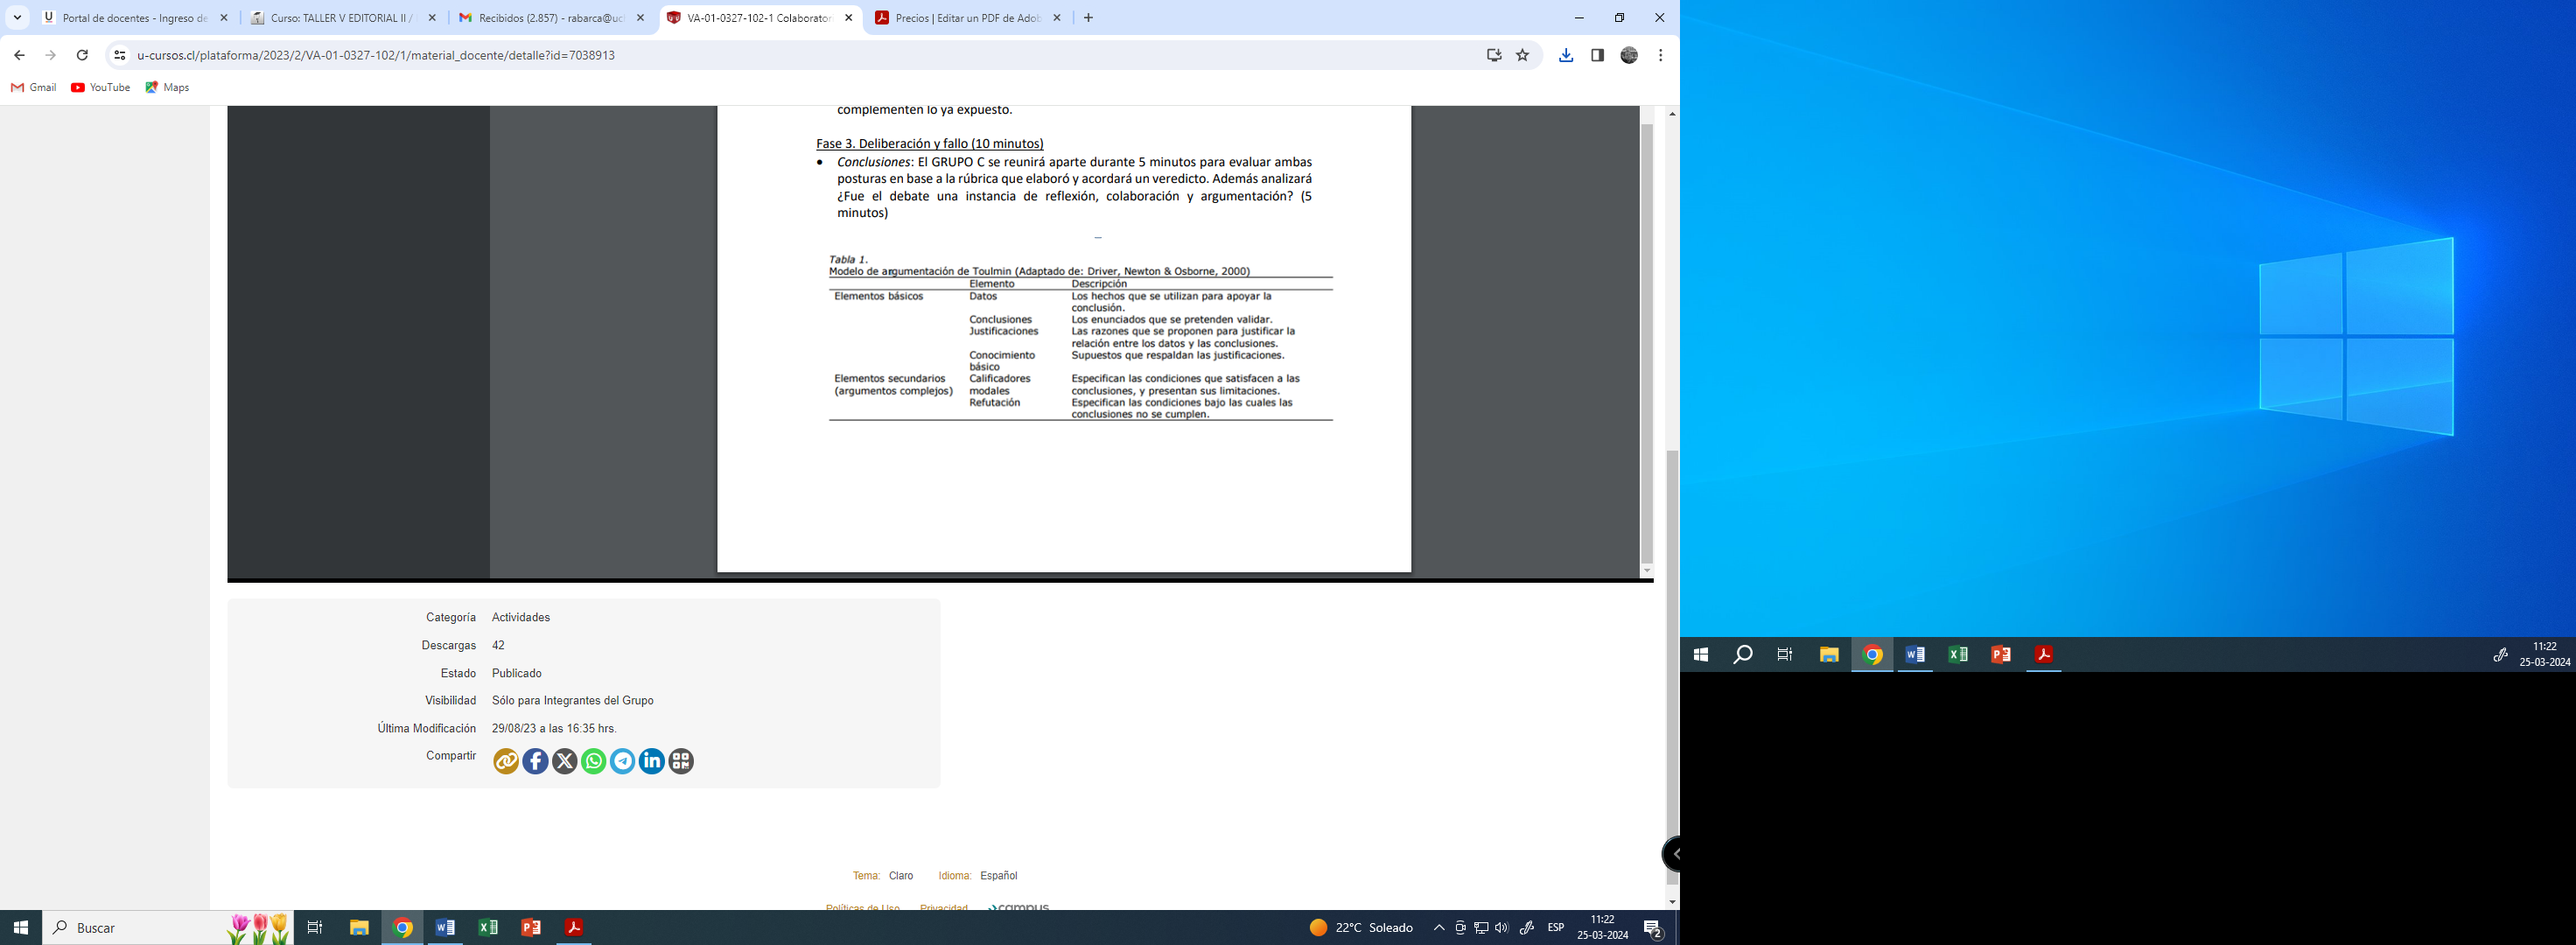 Portal de docentes - Ingreso de
Curso: TALLER V EDITORIAL II /
Recibidos (2.857) - rabarca@uc
VA-01-0327-102-1 Colaborator
Precios | Editar un PDF de Adob
u-cursos.cl/plataforma/2023/2/VA-01-0327-102/1/material_docente/detalle?id=7038913
Gmail
YouTube
Maps
complementen lo ya expuesto.
Fase 3. Deliberación y fallo (10 minutos)
• Conclusiones: El GRUPO C se reunirá aparte durante 5 minutos para evaluar ambas
posturas en base a la rúbrica que elaboró y acordará un veredicto. Además analizará
¿Fue el debate una instancia de reflexión, colaboración y argumentación? (5
minutos)
Tabla 1.
Modelo de argumentación de Toulmin (Adaptado de: Driver, Newton & Osborne, 2000)
Elemento Descripción
Elementos básicos Datos Los hechos que se utilizan para apoyar la
conclusión.
Conclusiones Los enunciados que se pretenden validar.
Justificaciones Las razones que se proponen para justificar la
relación entre los datos y las conclusiones.
Conocimiento Supuestos que respaldan las justificaciones.
básico
Elementos secundarios Calificadores Especifican las condiciones que satisfacen a las
(argumentos complejos) modales conclusiones, y presentan sus limitaciones.
Refutación Especifican las condiciones bajo las cuales las
conclusiones no se cumplen.
Categoría Actividades
Descargas 42
Estado Publicado
Visibilidad Sólo para Integrantes del Grupo
Última Modificación 29/08/23 a las 16:35 hrs.
Compartir
Tema: Claro Idioma: Español
Políticas de Uso Privacidad campus
Buscar
22°C Soleado
ESP
11:22
25-03-2024
2
11:22
25-03-2024